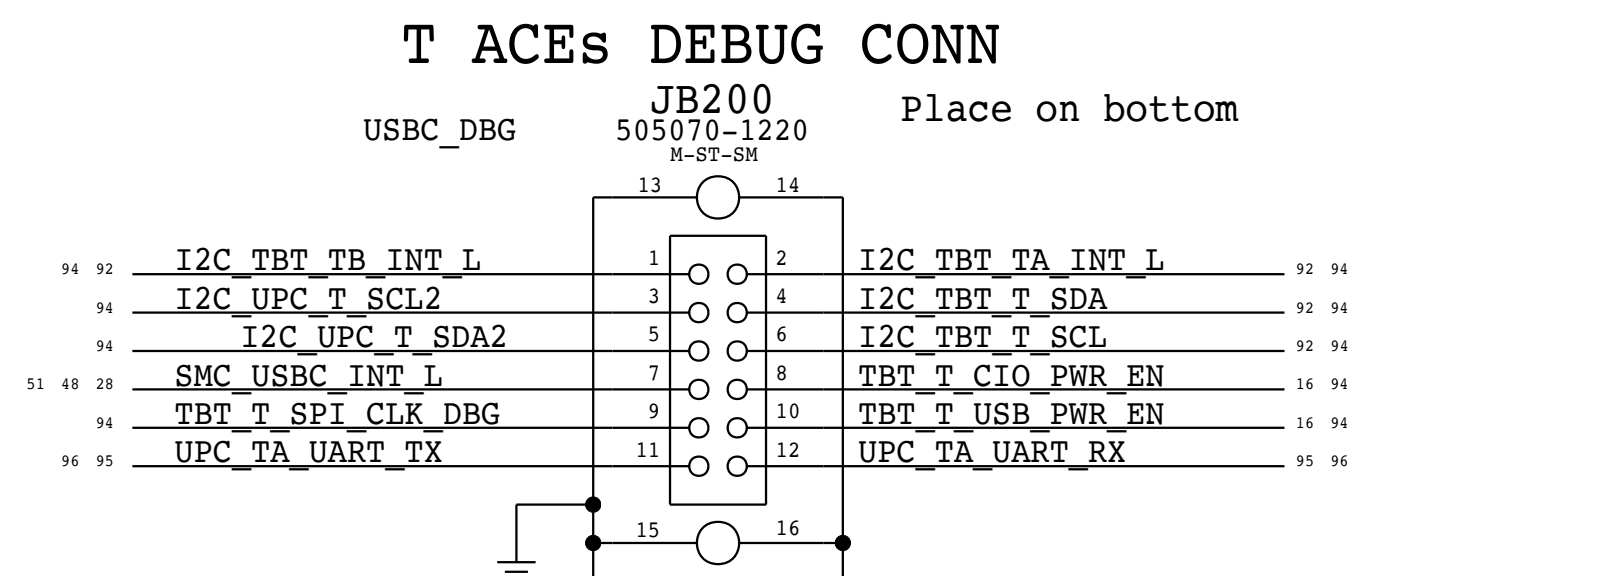 T ACEs DEBUG CONN
JB200
Place on bottom
USBC_DBG
505070-1220
M-ST-SM
13 14
94 92 I2C_TBT_TB_INT_L 1 2 I2C_TBT_TA_INT_L 92 94
94 I2C_UPC_T_SCL2 3 4 I2C_TBT_T_SDA 92 94
94 I2C_UPC_T_SDA2 5 6 I2C_TBT_T_SCL 92 94
51 48 28 SMC_USBC_INT_L 7 8 TBT_T_CIO_PWR_EN 16 94
94 TBT_T_SPI_CLK_DBG 9 10 TBT_T_USB_PWR_EN 16 94
96 95 UPC_TA_UART_TX 11 12 UPC_TA_UART_RX 95 96
15 16